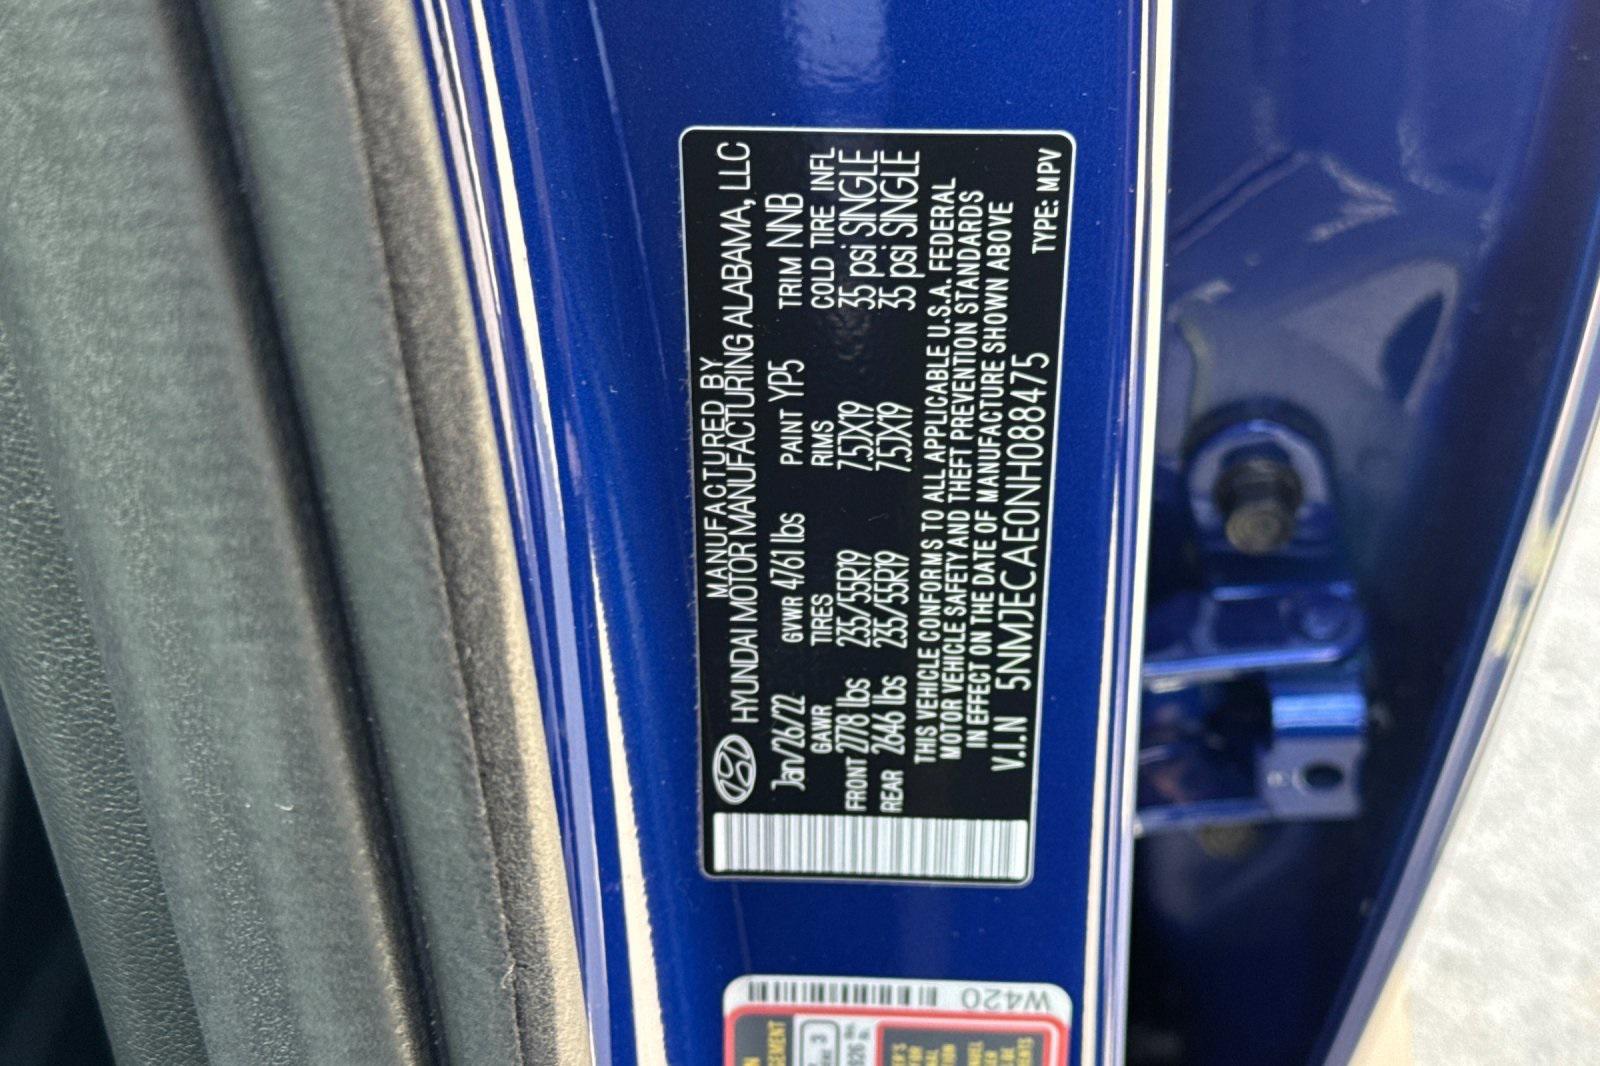 MANUFACTURED BY
HYUNDAI MOTOR MANUFACTURING ALABAMA, LLC
Jan/26/22 GVWR 4761 lbs PAINT YP5 TRIM NNB
GAWR TIRES RIMS COLD TIRE INFL
FRONT 2778 lbs 235/55R19 7.5JX19 35 psi SINGLE
REAR 2646 lbs 235/55R19 7.5JX19 35 psi SINGLE
THIS VEHICLE CONFORMS TO ALL APPLICABLE U.S.A. FEDERAL
MOTOR VEHICLE SAFETY AND THEFT PREVENTION STANDARDS
IN EFFECT ON THE DATE OF MANUFACTURE SHOWN ABOVE
V.I.N 5NMJECAE0NH088475 TYPE: MPV
W420
3